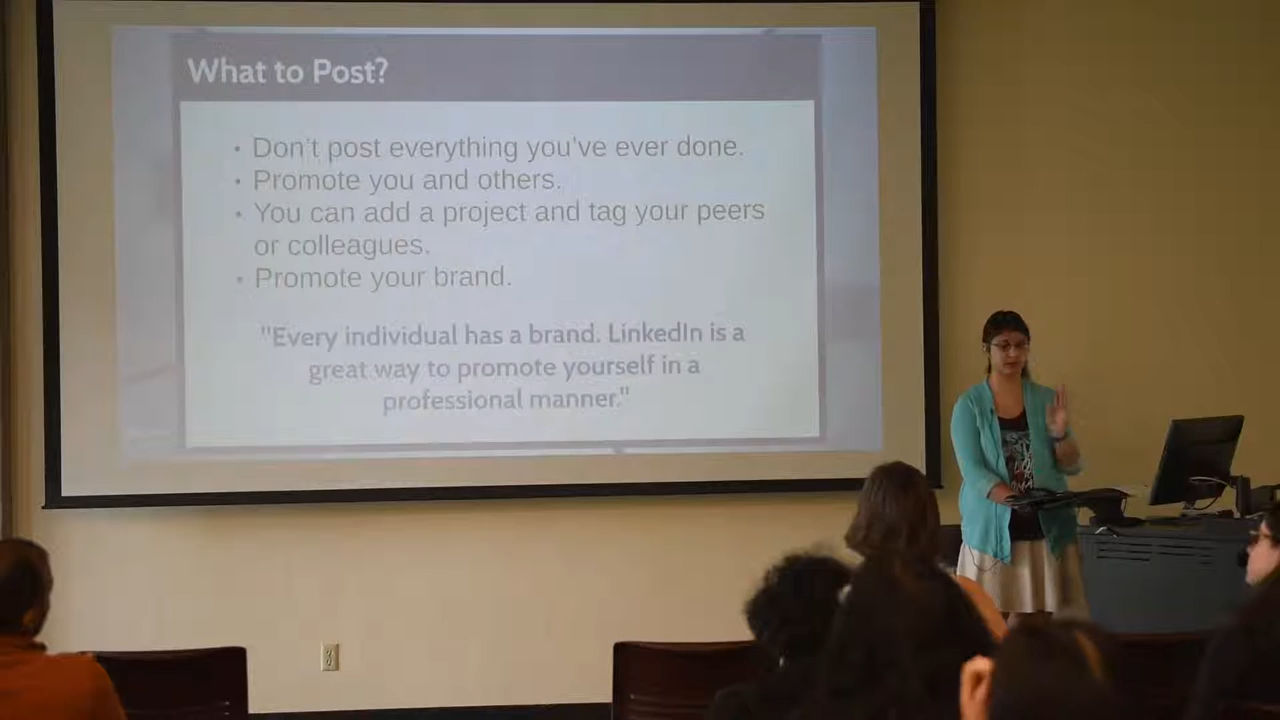 What to Post?
• Don't post everything you've ever done.
• Promote you and others.
• You can add a project and tag your peers
or colleagues.
• Promote your brand.
"Every individual has a brand. LinkedIn is a
great way to promote yourself in a
professional manner."